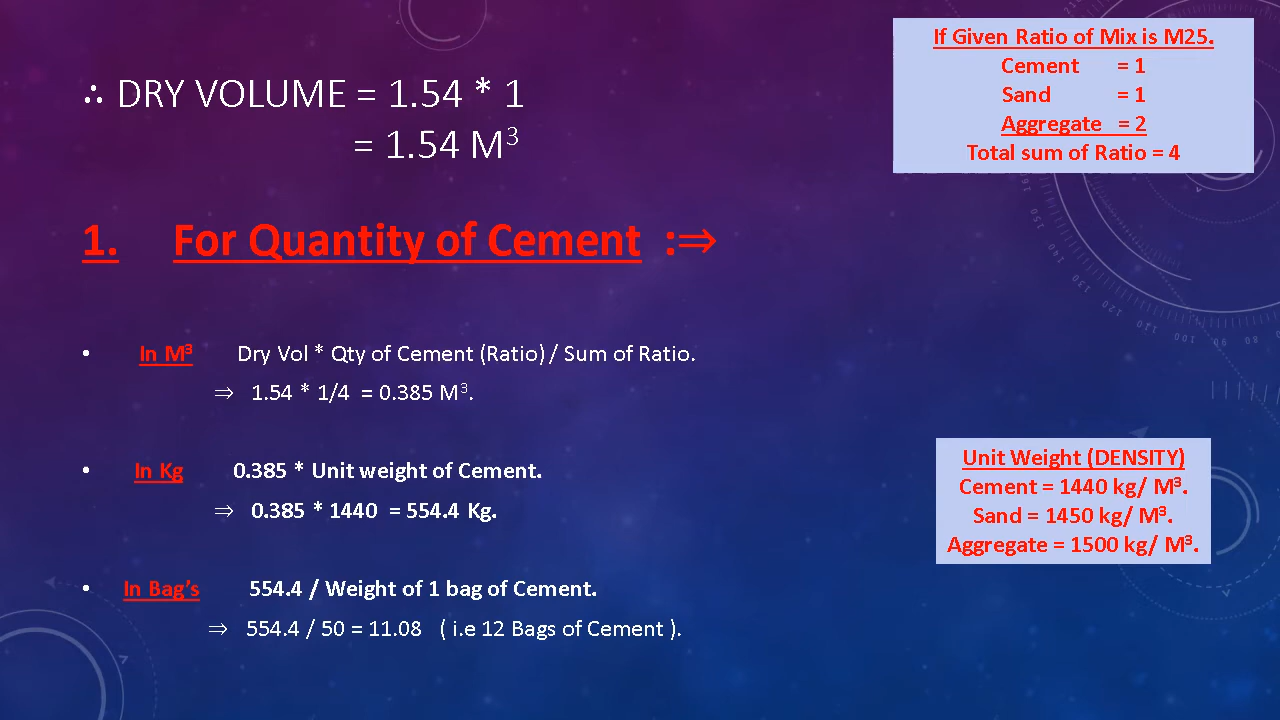 ∴ DRY VOLUME = 1.54 * 1
= 1.54 M³
If Given Ratio of Mix is M25.
Cement = 1
Sand = 1
Aggregate = 2
Total sum of Ratio = 4
1. For Quantity of Cement :⇒
• In M³ Dry Vol * Qty of Cement (Ratio) / Sum of Ratio.
⇒ 1.54 * 1/4 = 0.385 M³.
• In Kg 0.385 * Unit weight of Cement.
⇒ 0.385 * 1440 = 554.4 Kg.
Unit Weight (DENSITY)
Cement = 1440 kg/ M³.
Sand = 1450 kg/ M³.
Aggregate = 1500 kg/ M³.
• In Bag’s 554.4 / Weight of 1 bag of Cement.
⇒ 554.4 / 50 = 11.08 ( i.e 12 Bags of Cement ).